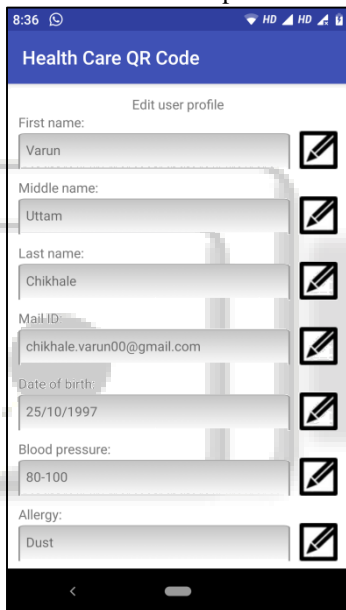 8:36 HD HD
Health Care QR Code
Edit user profile
First name:
Varun
Middle name:
Uttam
Last name:
Chikhale
Mail ID:
chikhale.varun00@gmail.com
Date of birth:
25/10/1997
Blood pressure:
80-100
Allergy:
Dust